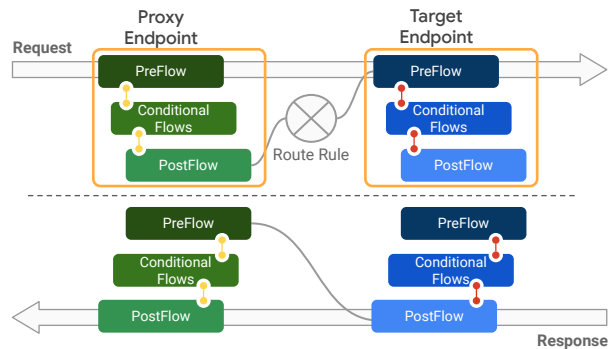 Proxy
Endpoint
Target
Endpoint
Request
PreFlow
PreFlow
Conditional
Flows
Conditional
Flows
Route Rule
PostFlow
PostFlow
PreFlow
PreFlow
Conditional
Flows
Conditional
Flows
PostFlow
PostFlow
Response